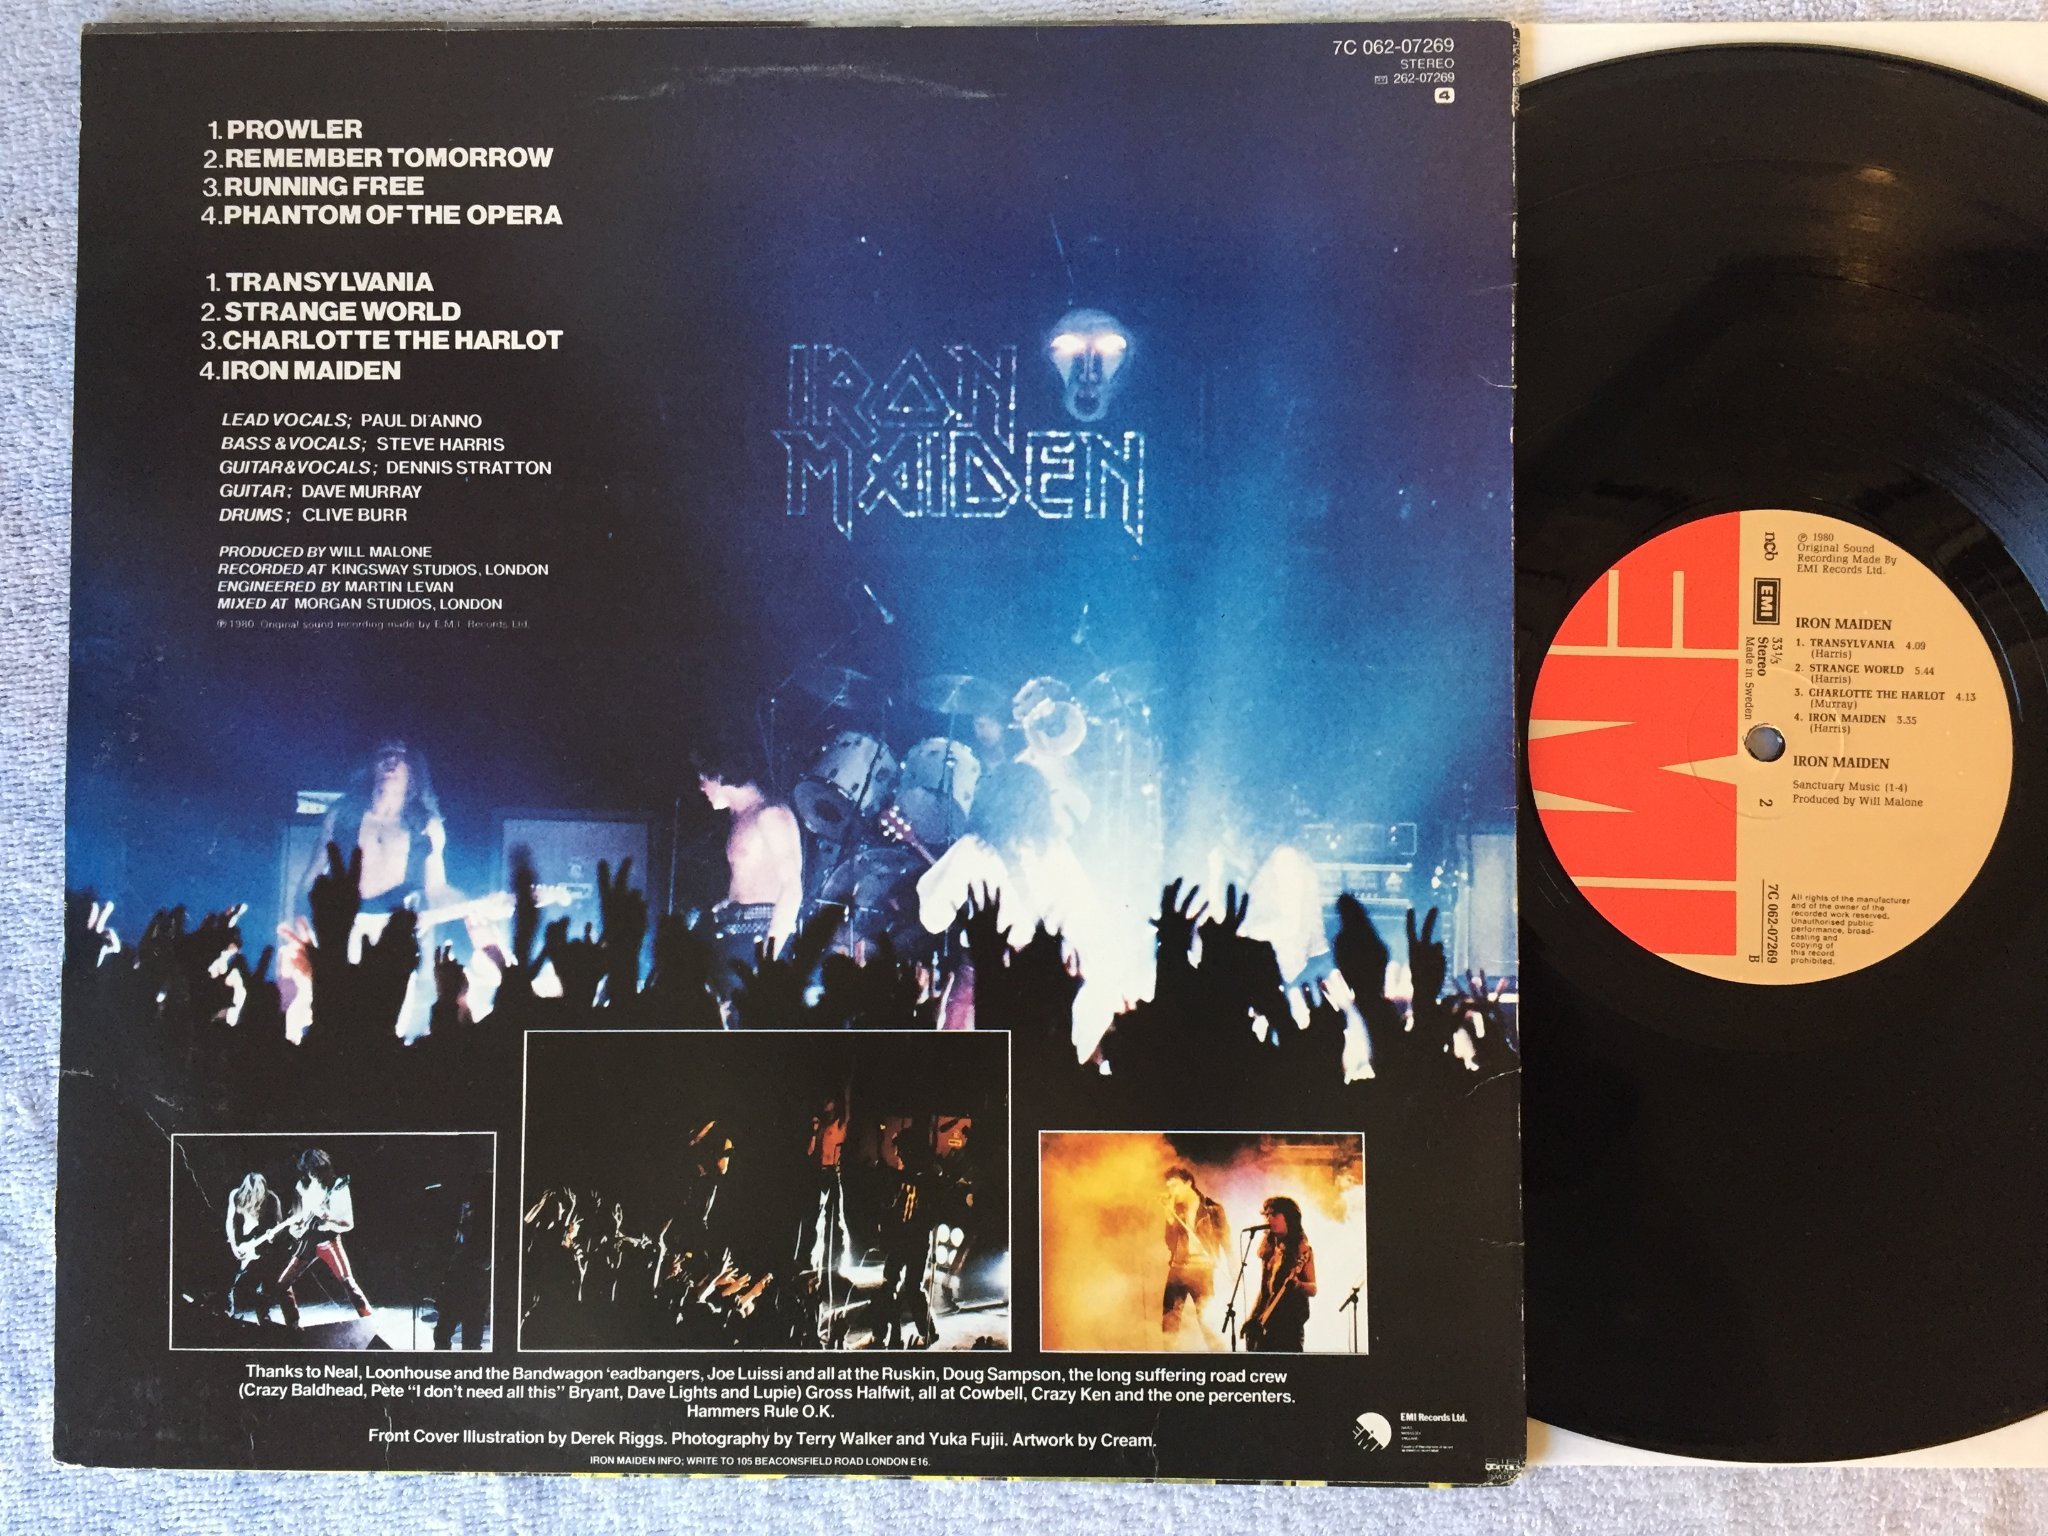 7C 062-07269
STEREO
262-07269
4
1. PROWLER
2. REMEMBER TOMORROW
3. RUNNING FREE
4. PHANTOM OF THE OPERA
1. TRANSYLVANIA
2. STRANGE WORLD
3. CHARLOTTE THE HARLOT
4. IRON MAIDEN
LEAD VOCALS; PAUL DI'ANNO
BASS & VOCALS; STEVE HARRIS
GUITAR & VOCALS; DENNIS STRATTON
GUITAR; DAVE MURRAY
DRUMS; CLIVE BURR
PRODUCED BY WILL MALONE
RECORDED AT KINGSWAY STUDIOS, LONDON
ENGINEERED BY MARTIN LEVAN
MIXED AT MORGAN STUDIOS, LONDON
℗ 1980 Original sound recording made by E.M.I. Records Ltd.
IRON
MAIDEN
Thanks to Neal, Loonhouse and the Bandwagon 'eadbangers, Joe Luissi and all at the Ruskin, Doug Sampson, the long suffering road crew
(Crazy Baldhead, Pete "I don't need all this" Bryant, Dave Lights and Lupie) Gross Halfwit, all at Cowbell, Crazy Ken and the one percenters.
Hammers Rule O.K.
Front Cover Illustration by Derek Riggs. Photography by Terry Walker and Yuka Fujii. Artwork by Cream.
IRON MAIDEN INFO; WRITE TO 105 BEACONSFIELD ROAD LONDON E16.
EMI Records Ltd.
EMI
ncb
EMI
33 1/3
Stereo
Made in Sweden
2
7C 062-07269
B
℗ 1980
Original Sound
Recording Made By
EMI Records Ltd.
IRON MAIDEN
1. TRANSYLVANIA 4.09
(Harris)
2. STRANGE WORLD 5.44
(Harris)
3. CHARLOTTE THE HARLOT 4.13
(Murray)
4. IRON MAIDEN 3.35
(Harris)
IRON MAIDEN
Sanctuary Music (1-4)
Produced by Will Malone
All rights of the manufacturer
and of the owner of the
recorded work reserved.
Unauthorised public
performance, broad-
casting and
copying of
this record
prohibited.